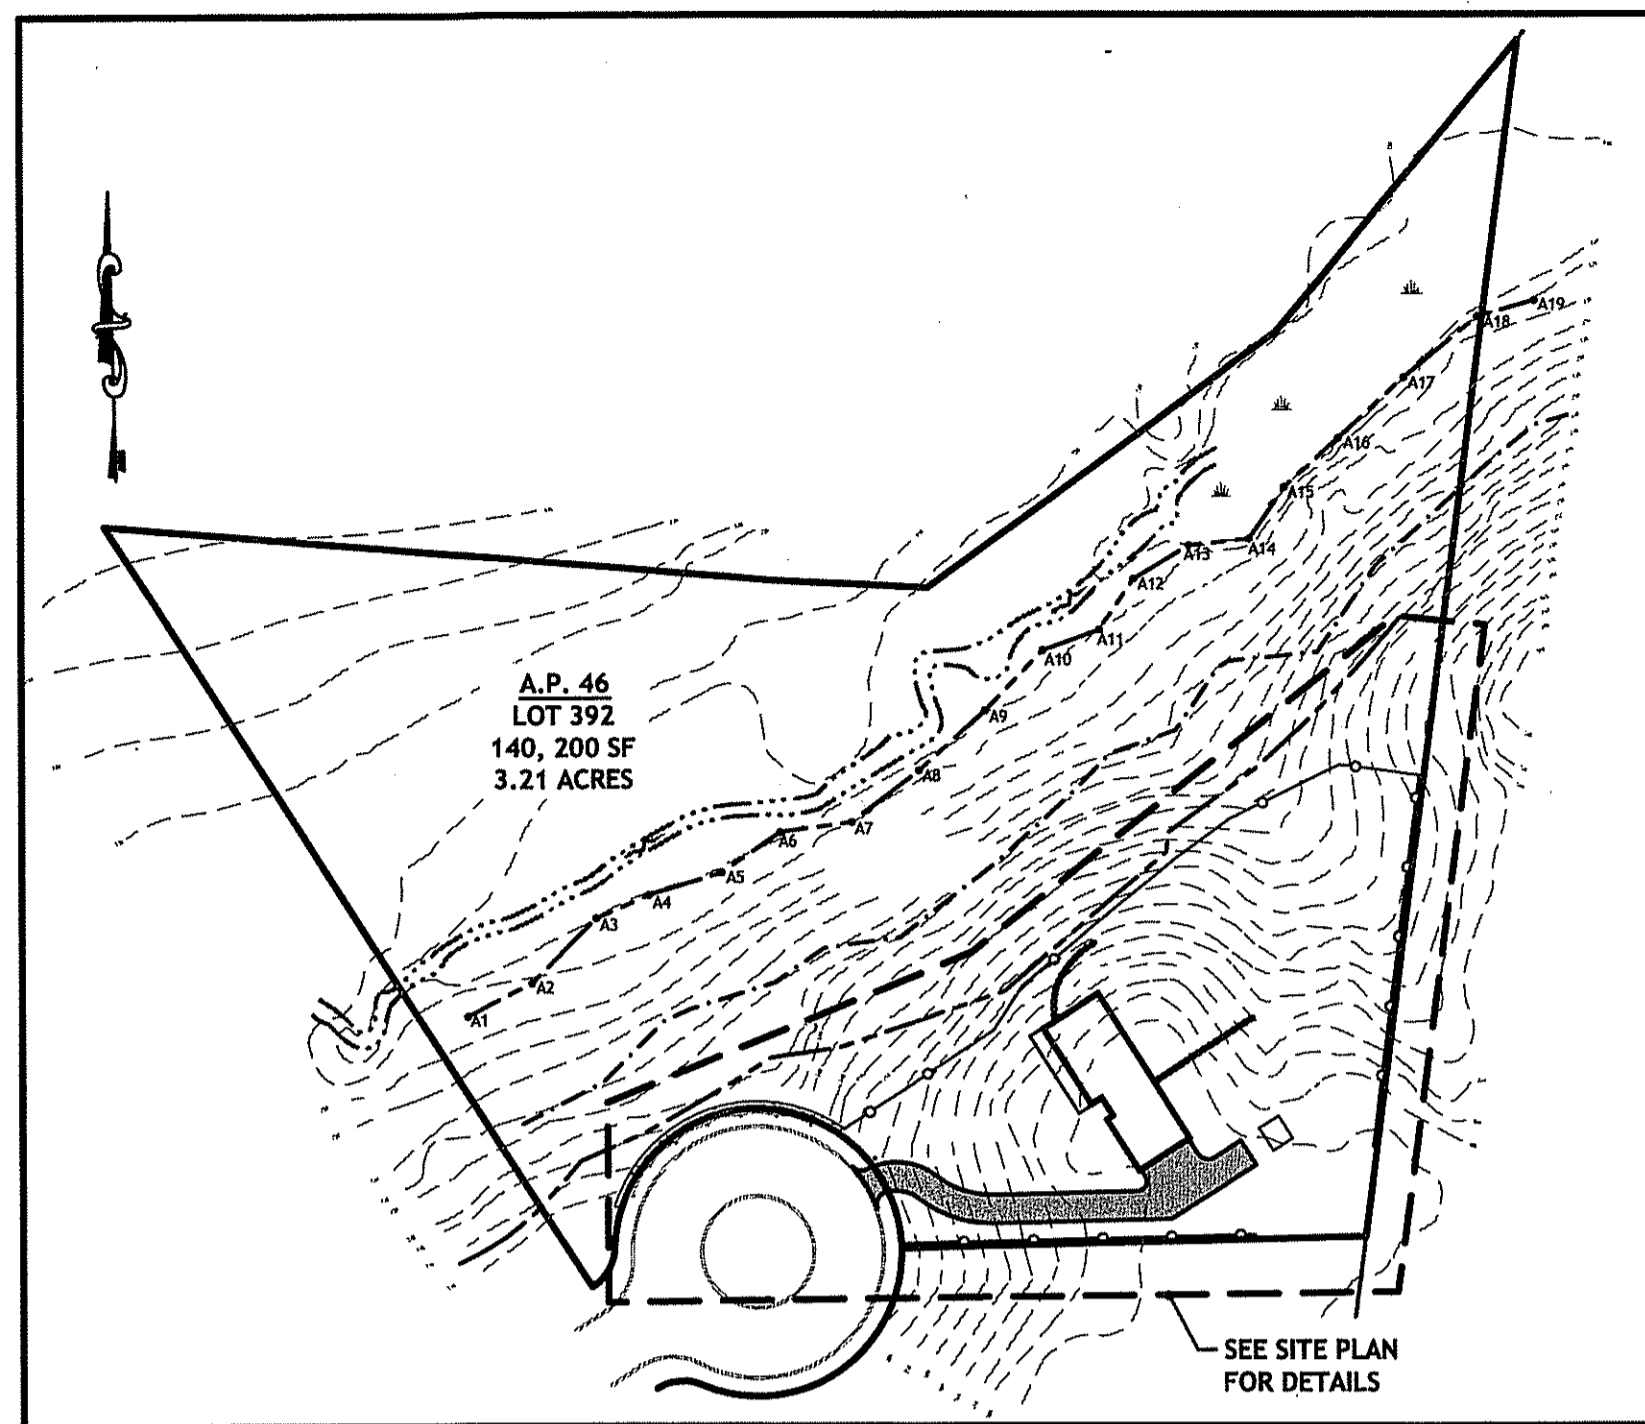 A19
A18
A17
A16
A15
A14
A13
A12
A11
A10
A.P. 46
LOT 392
140, 200 SF
3.21 ACRES
A9
A8
A7
A6
A5
A4
A3
A2
A1
SEE SITE PLAN
FOR DETAILS